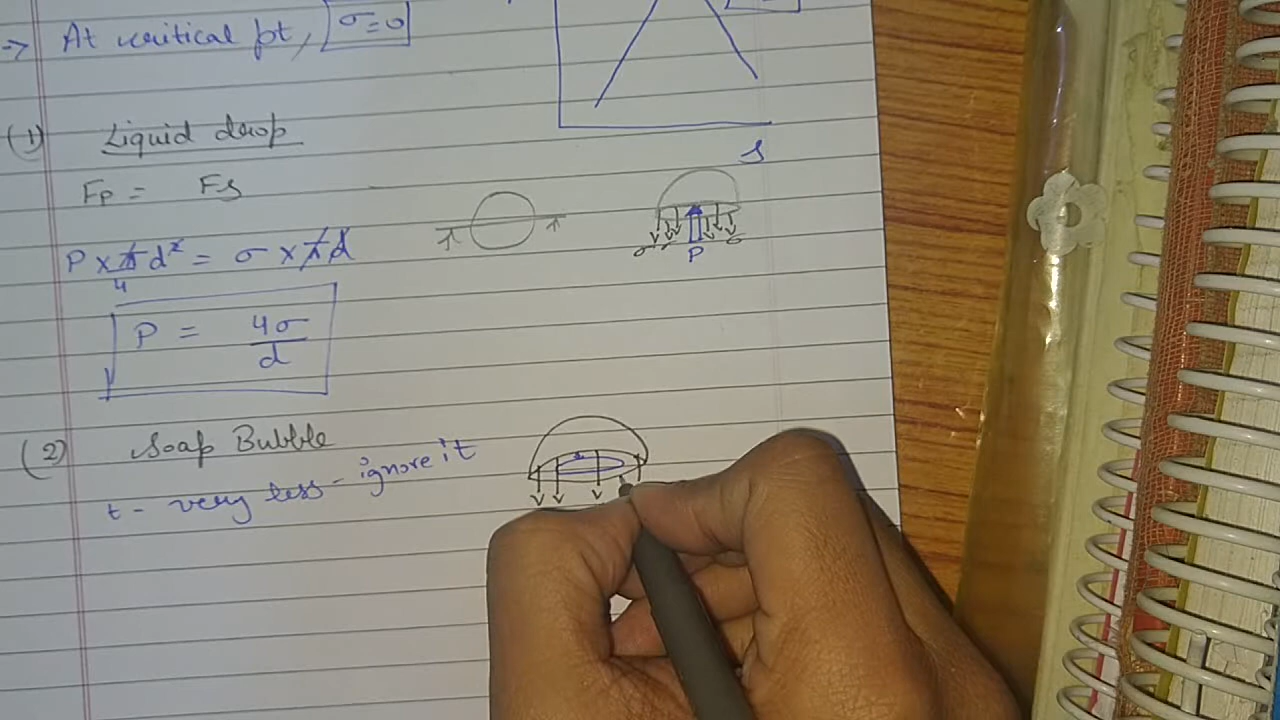 → At critical pt, σ=0
s
(1) Liquid drop
Fp = Fs
P × π/4 d² = σ × πd
σ P σ
P = 4σ/d
(2) Soap Bubble
t - very less - ignore it